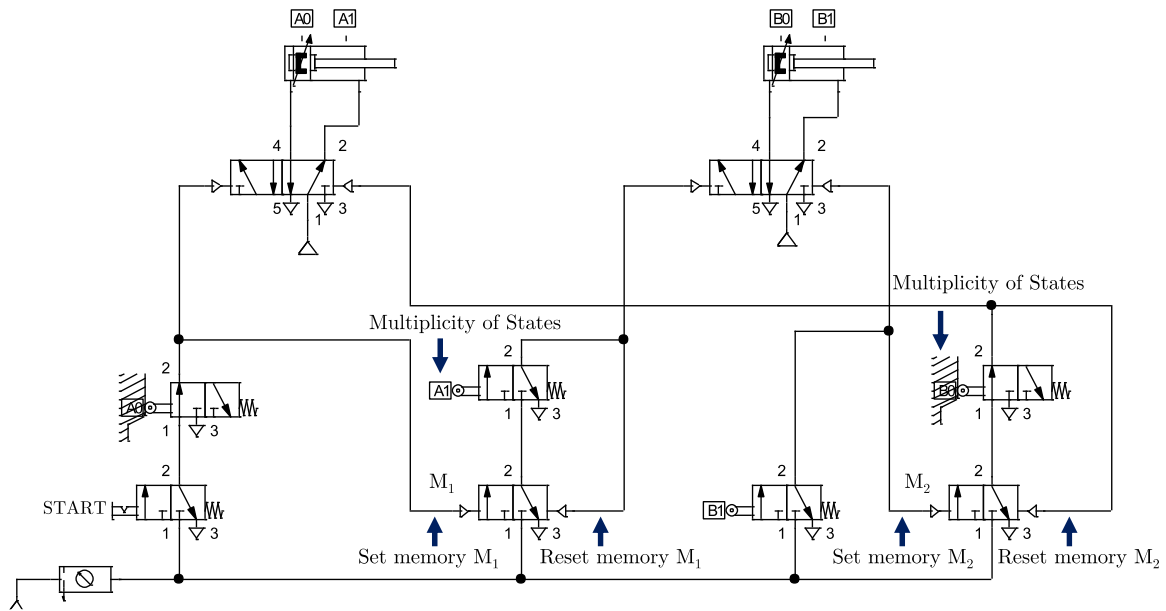 A0 A1 B0 B1
4 2 4 2
5 1 3 5 1 3
Multiplicity of States
Multiplicity of States
2 2 2
A0 A1 B0
1 3 1 3 1 3
2 M₁ 2 2 M₂ 2
START B1
1 3 1 3 1 3 1 3
Set memory M₁ Reset memory M₁ Set memory M₂ Reset memory M₂